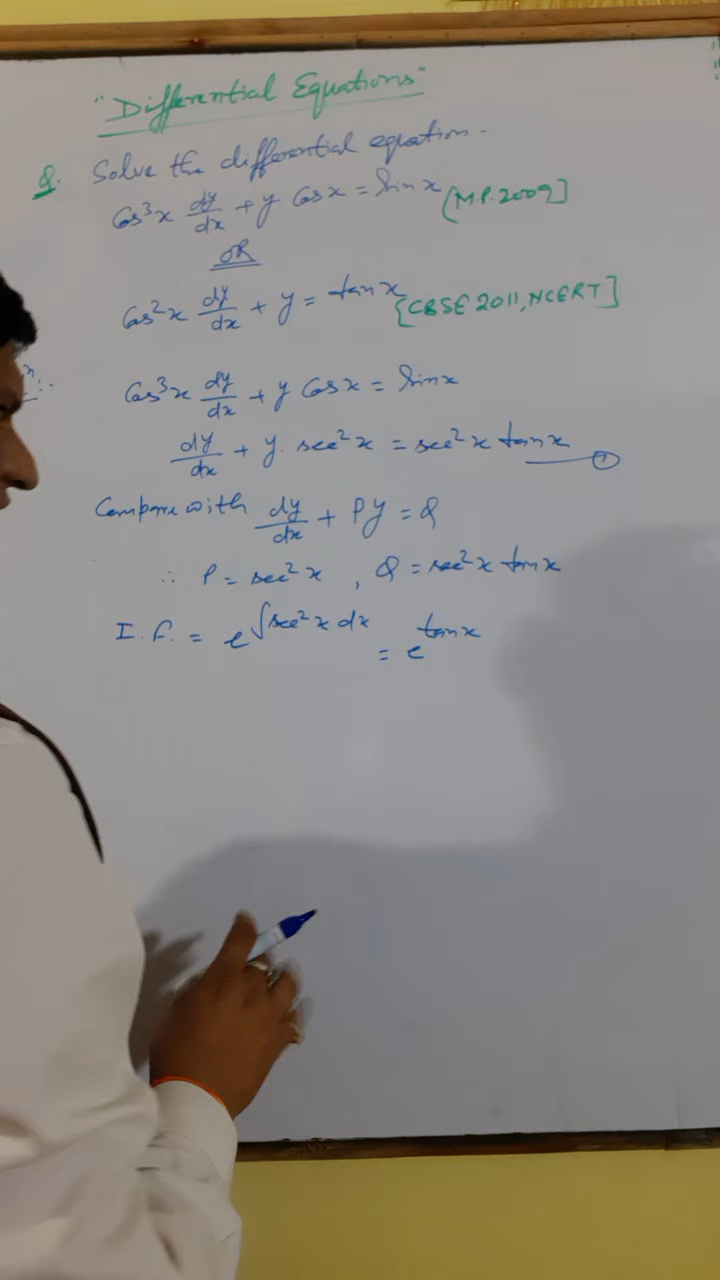 "Differential Equations"
Q. Solve the differential equation.
Cos³x dy/dx + y Cos x = Sin x [M.P. 2009]
OR
Cos²x dy/dx + y = tan x [CBSE 2011, NCERT]
n:-
Cos³x dy/dx + y Cos x = Sin x
dy/dx + y. sec²x = sec²x tan x —①
Compare with dy/dx + Py = Q
∴ P = sec²x , Q = sec²x tan x
I.F. = e^∫sec²x dx = e^tan x